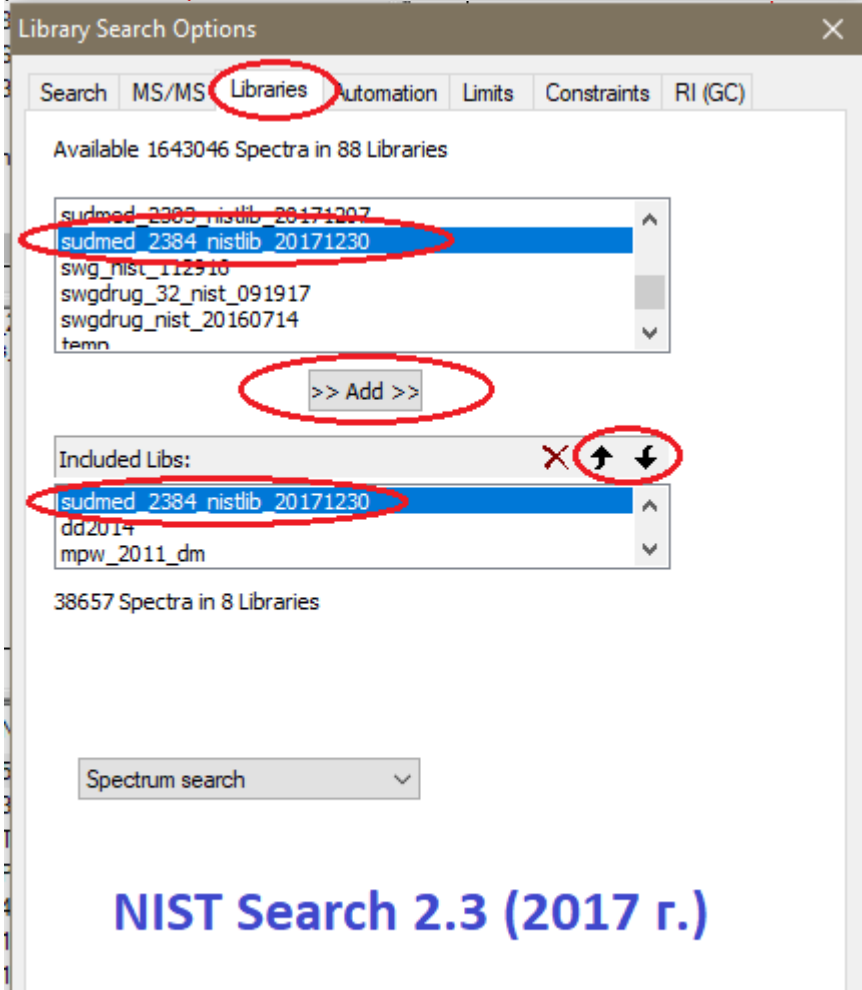 Library Search Options
Search MS/MS Libraries Automation Limits Constraints RI (GC)
Available 1643046 Spectra in 88 Libraries
sudmed_2383_nistlib_20171207
sudmed_2384_nistlib_20171230
swg_nist_112910
swgdrug_32_nist_091917
swgdrug_nist_20160714
temp
>> Add >>
Included Libs:
sudmed_2384_nistlib_20171230
dd2014
mpw_2011_dm
38657 Spectra in 8 Libraries
Spectrum search
NIST Search 2.3 (2017 г.)